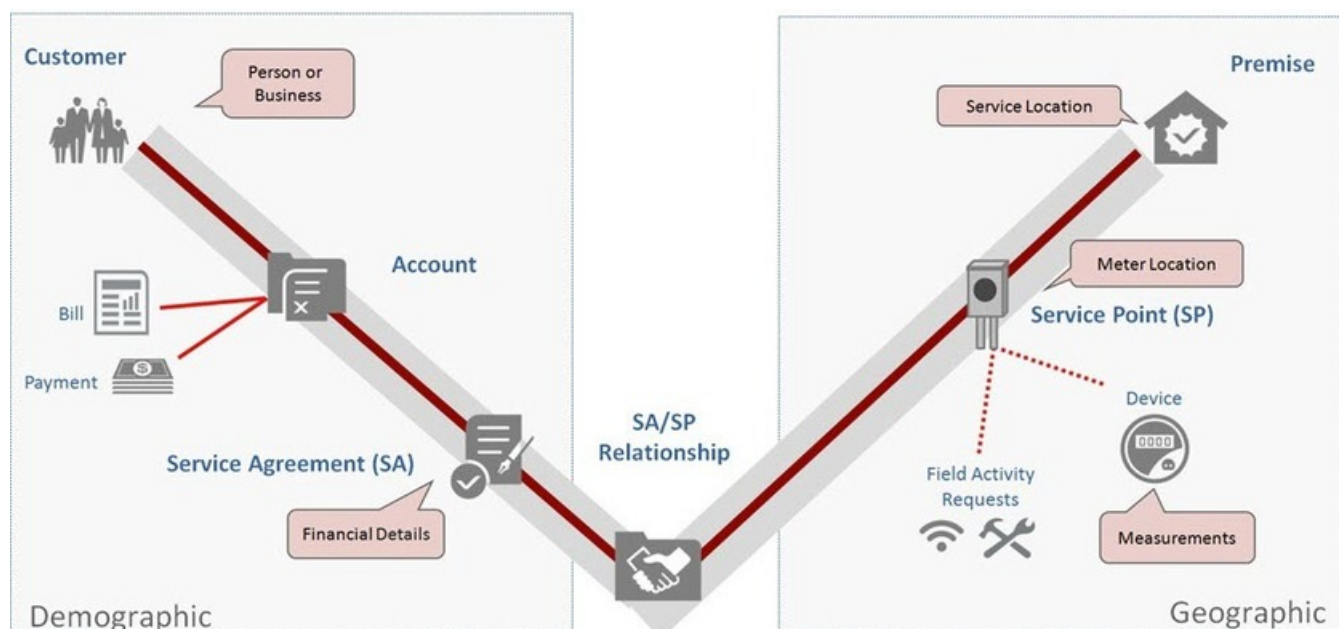 Customer
Person or
Business
Premise
Service Location
Account
Meter Location
Bill
Service Point (SP)
Payment
Device
0000
SA/SP
Relationship
Service Agreement (SA)
Field Activity
Requests
Financial Details
Measurements
Demographic
Geographic